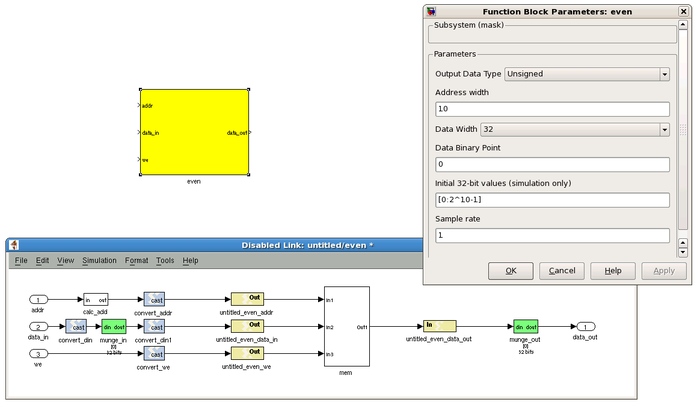 Function Block Parameters: even
Subsystem (mask)
Parameters
Output Data Type Unsigned
Address width
10
Data Width 32
Data Binary Point
0
Initial 32-bit values (simulation only)
[0:2^10-1]
Sample rate
1
OK Cancel Help Apply
addr
data_in data_out
we
even
Disabled Link: untitled/even *
File Edit View Simulation Format Tools Help
1 in out cast Out In1
addr calc_add convert_addr untitled_even_addr
2 cast din dout cast Out In2 Out1 In din dout 1
data_in convert_din munge_in convert_din1 untitled_even_data_in untitled_even_data_out munge_out data_out
[0]
32 bits
[0]
32 bits
3 cast Out In3
we convert_we untitled_even_we mem